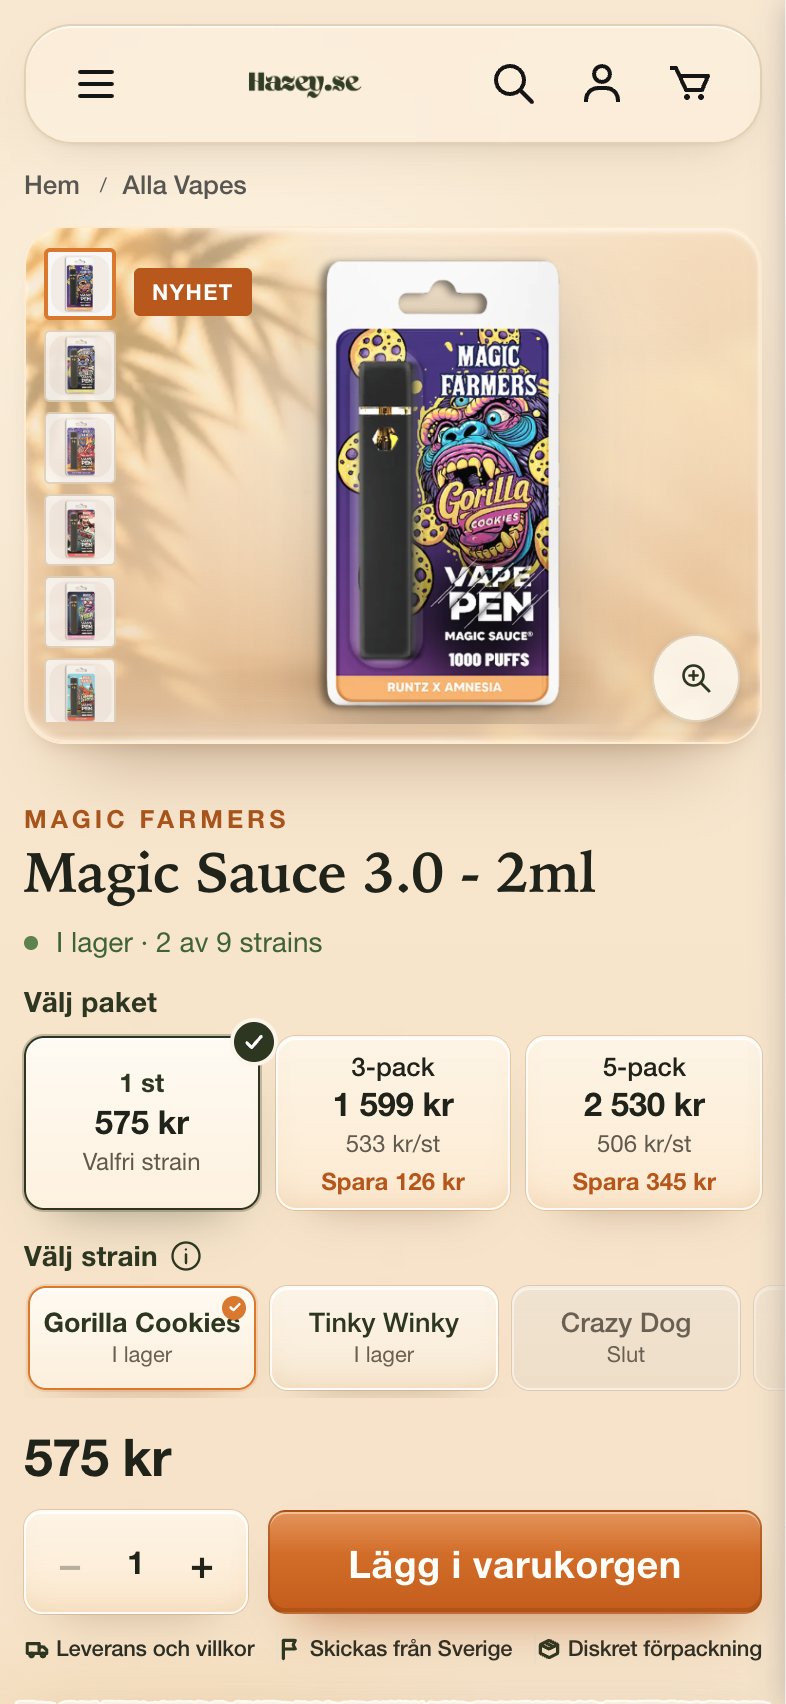 Hazey.se
Hem / Alla Vapes
NYHET
MAGIC
FARMERS
Gorilla
COOKIES
VAPE
PEN
MAGIC SAUCE®
1000 PUFFS
RUNTZ X AMNESIA
MAGIC FARMERS
Magic Sauce 3.0 - 2ml
I lager · 2 av 9 strains
Välj paket
1 st
575 kr
Valfri strain
3-pack
1 599 kr
533 kr/st
Spara 126 kr
5-pack
2 530 kr
506 kr/st
Spara 345 kr
Välj strain
Gorilla Cookies
I lager
Tinky Winky
I lager
Crazy Dog
Slut
575 kr
− 1 +
Lägg i varukorgen
Leverans och villkor
Skickas från Sverige
Diskret förpackning